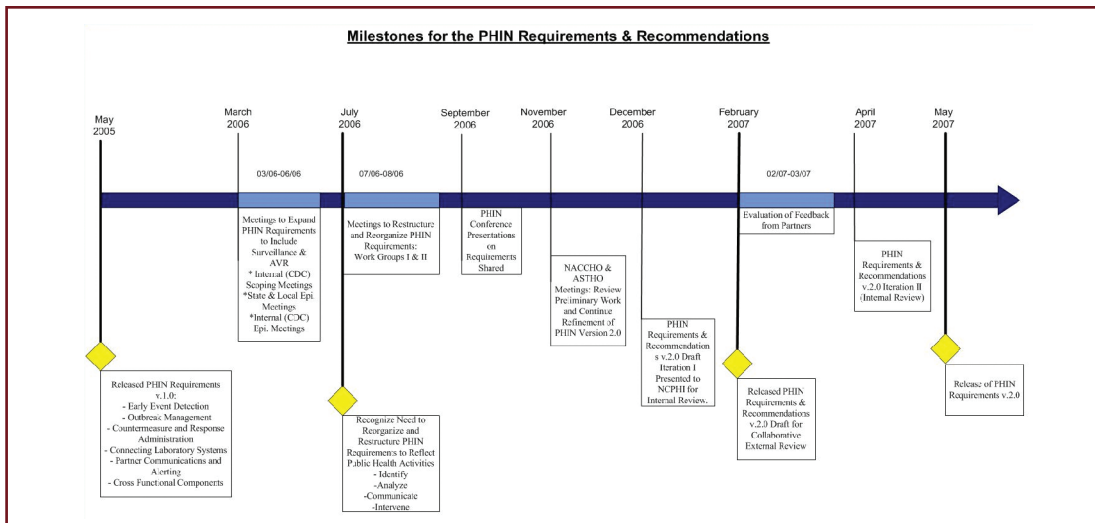 Milestones for the PHIN Requirements & Recommendations
May
2005
March
2006
July
2006
September
2006
November
2006
December
2006
February
2007
April
2007
May
2007
03/06-06/06
07/06-08/06
02/07-03/07
Meetings to Expand
PHIN Requirements
to Include
Surveillance &
AVR
* Internal (CDC)
Scoping Meetings
*State & Local Epi.
Meetings
*Internal (CDC)
Epi. Meetings
Meetings to Restructure
and Reorganize PHIN
Requirements:
Work Groups I & II
PHIN
Conference
Presentations
on
Requirements
Shared
NACCHO &
ASTHO
Meetings: Review
Preliminary Work
and Continue
Refinement of
PHIN Version 2.0
PHIN
Requirements &
Recommendation
s v.2.0 Draft
Iteration I
Presented to
NCPHI for
Internal Review.
Evaluation of Feedback
from Partners
PHIN
Requirements &
Recommendations
v.2.0 Iteration II
(Internal Review)
Released PHIN Requirements
v.1.0:
- Early Event Detection
- Outbreak Management
- Countermeasure and Response
Administration
- Connecting Laboratory Systems
- Partner Communications and
Alerting
- Cross Functional Components
Recognize Need to
Reorganize and
Restructure PHIN
Requirements to Reflect
Public Health Activities
- Identify
- Analyze
-Communicate
-Intervene
Released PHIN
Requirements &
Recommendations
v.2.0 Draft for
Collaborative
External Review
Release of PHIN
Requirements v.2.0